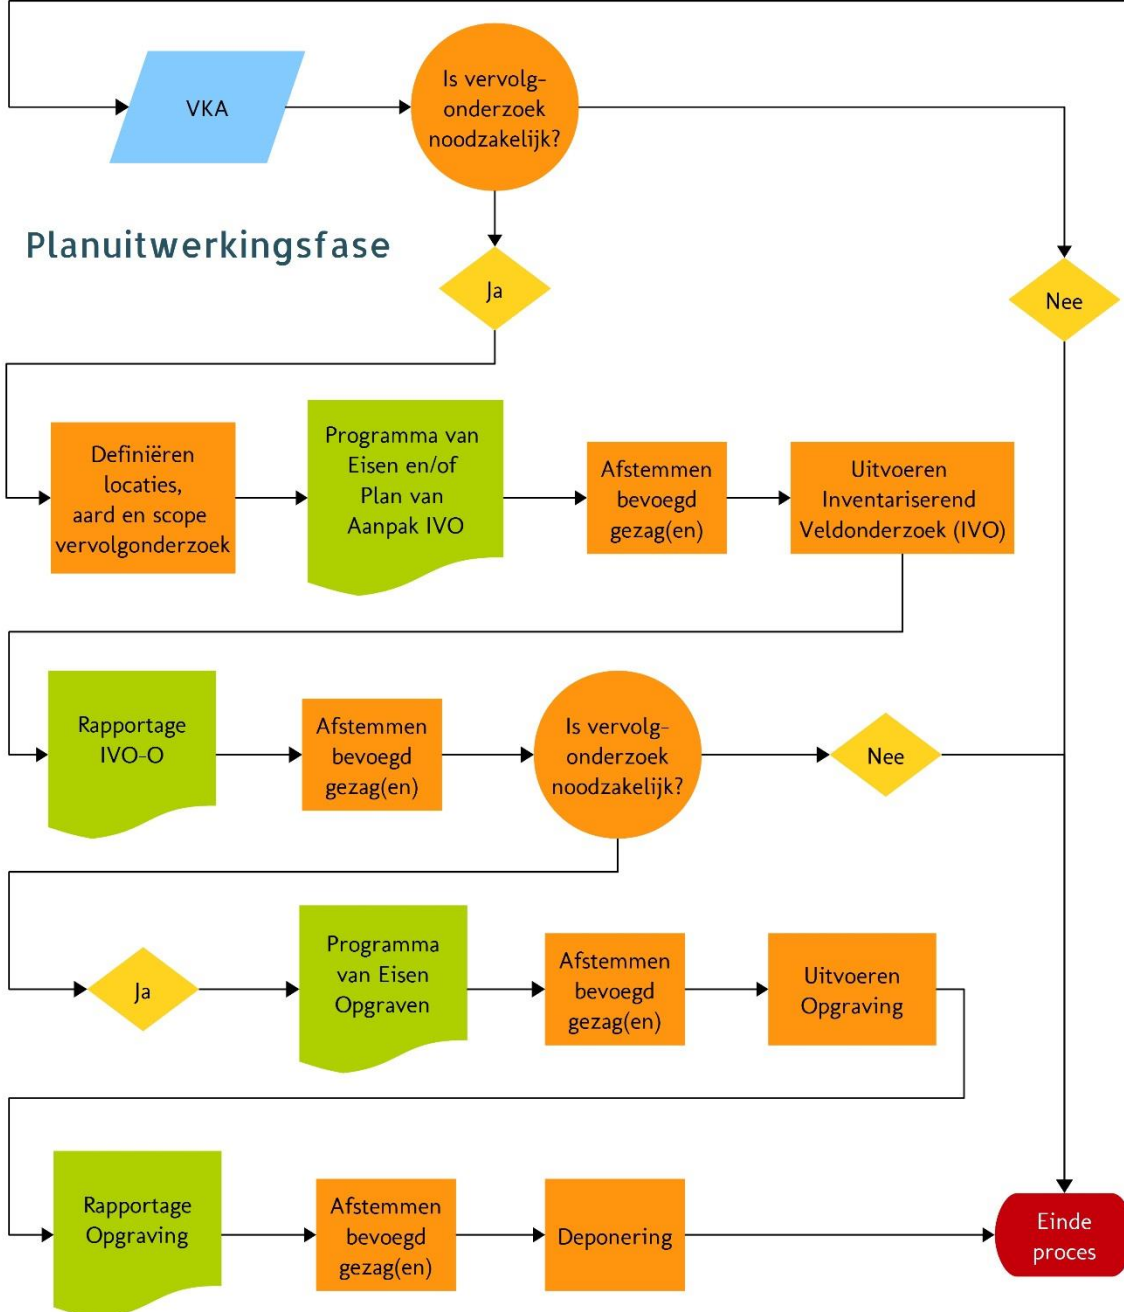 VKA
Is vervolg-
onderzoek
noodzakelijk?
Planuitwerkingsfase
Ja
Nee
Definiëren
locaties,
aard en scope
vervolgonderzoek
Programma van
Eisen en/of
Plan van
Aanpak IVO
Afstemmen
bevoegd
gezag(en)
Uitvoeren
Inventariserend
Veldonderzoek (IVO)
Rapportage
IVO-O
Afstemmen
bevoegd
gezag(en)
Is vervolg-
onderzoek
noodzakelijk?
Nee
Ja
Programma
van Eisen
Opgraven
Afstemmen
bevoegd
gezag(en)
Uitvoeren
Opgraving
Rapportage
Opgraving
Afstemmen
bevoegd
gezag(en)
Deponering
Einde
proces